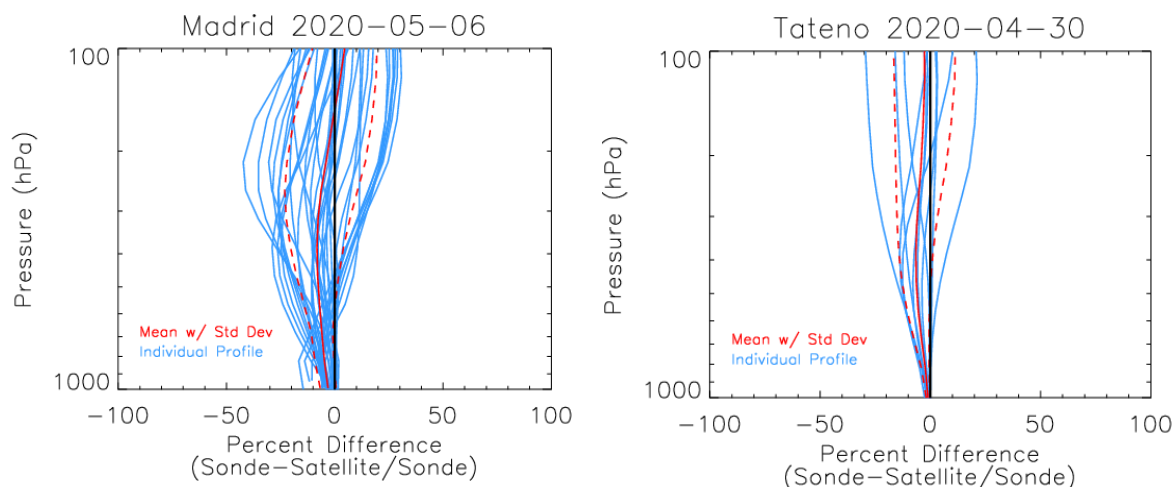 Madrid 2020-05-06
100
Pressure (hPa)
Mean w/ Std Dev
Individual Profile
1000
-100
-50
0
50
100
Percent Difference
(Sonde-Satellite/Sonde)
Tateno 2020-04-30
100
Pressure (hPa)
Mean w/ Std Dev
Individual Profile
1000
-100
-50
0
50
100
Percent Difference
(Sonde-Satellite/Sonde)